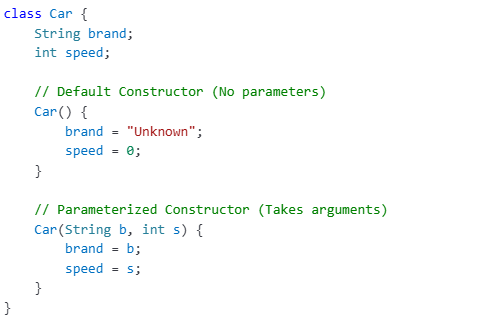 class Car {
    String brand;
    int speed;

    // Default Constructor (No parameters)
    Car() {
        brand = "Unknown";
        speed = 0;
    }

    // Parameterized Constructor (Takes arguments)
    Car(String b, int s) {
        brand = b;
        speed = s;
    }
}